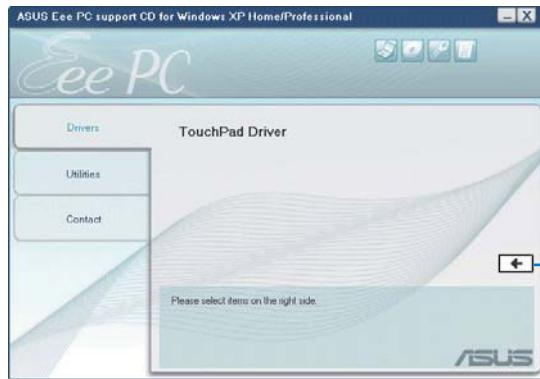 ASUS Eee PC support CD for Windows XP Home/Professional
Eee PC
Drivers
TouchPad Driver
Utilities
Contact
Please select items on the right side.
ASUS